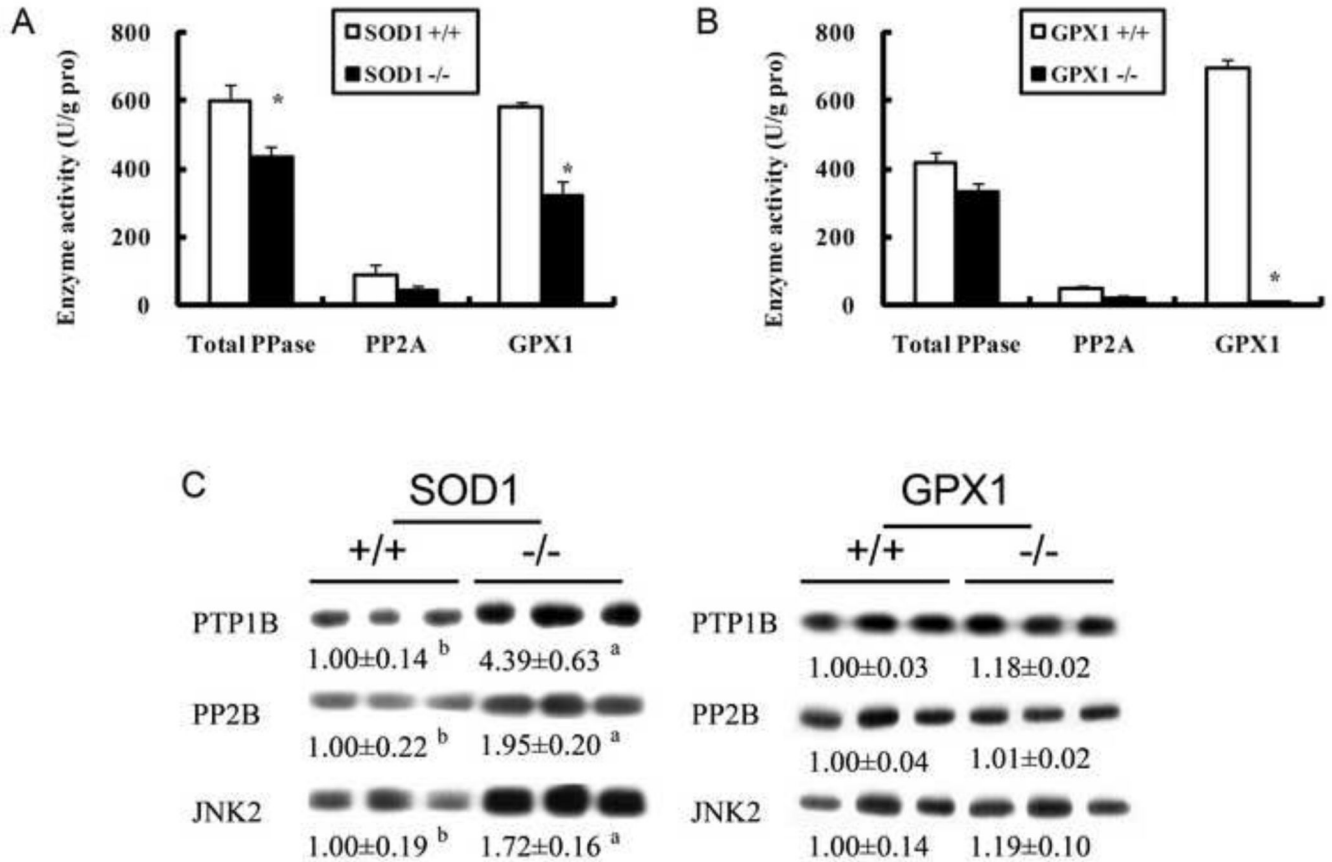 A
Enzyme activity (U/g pro)
800
600
400
200
0
SOD1 +/+
SOD1 -/-
*
*
Total PPase PP2A GPX1
B
Enzyme activity (U/g pro)
800
600
400
200
0
GPX1 +/+
GPX1 -/-
*
Total PPase PP2A GPX1
C
SOD1
+/+ -/-
PTP1B
1.00±0.14 b 4.39±0.63 a
PP2B
1.00±0.22 b 1.95±0.20 a
JNK2
1.00±0.19 b 1.72±0.16 a
GPX1
+/+ -/-
PTP1B
1.00±0.03 1.18±0.02
PP2B
1.00±0.04 1.01±0.02
JNK2
1.00±0.14 1.19±0.10